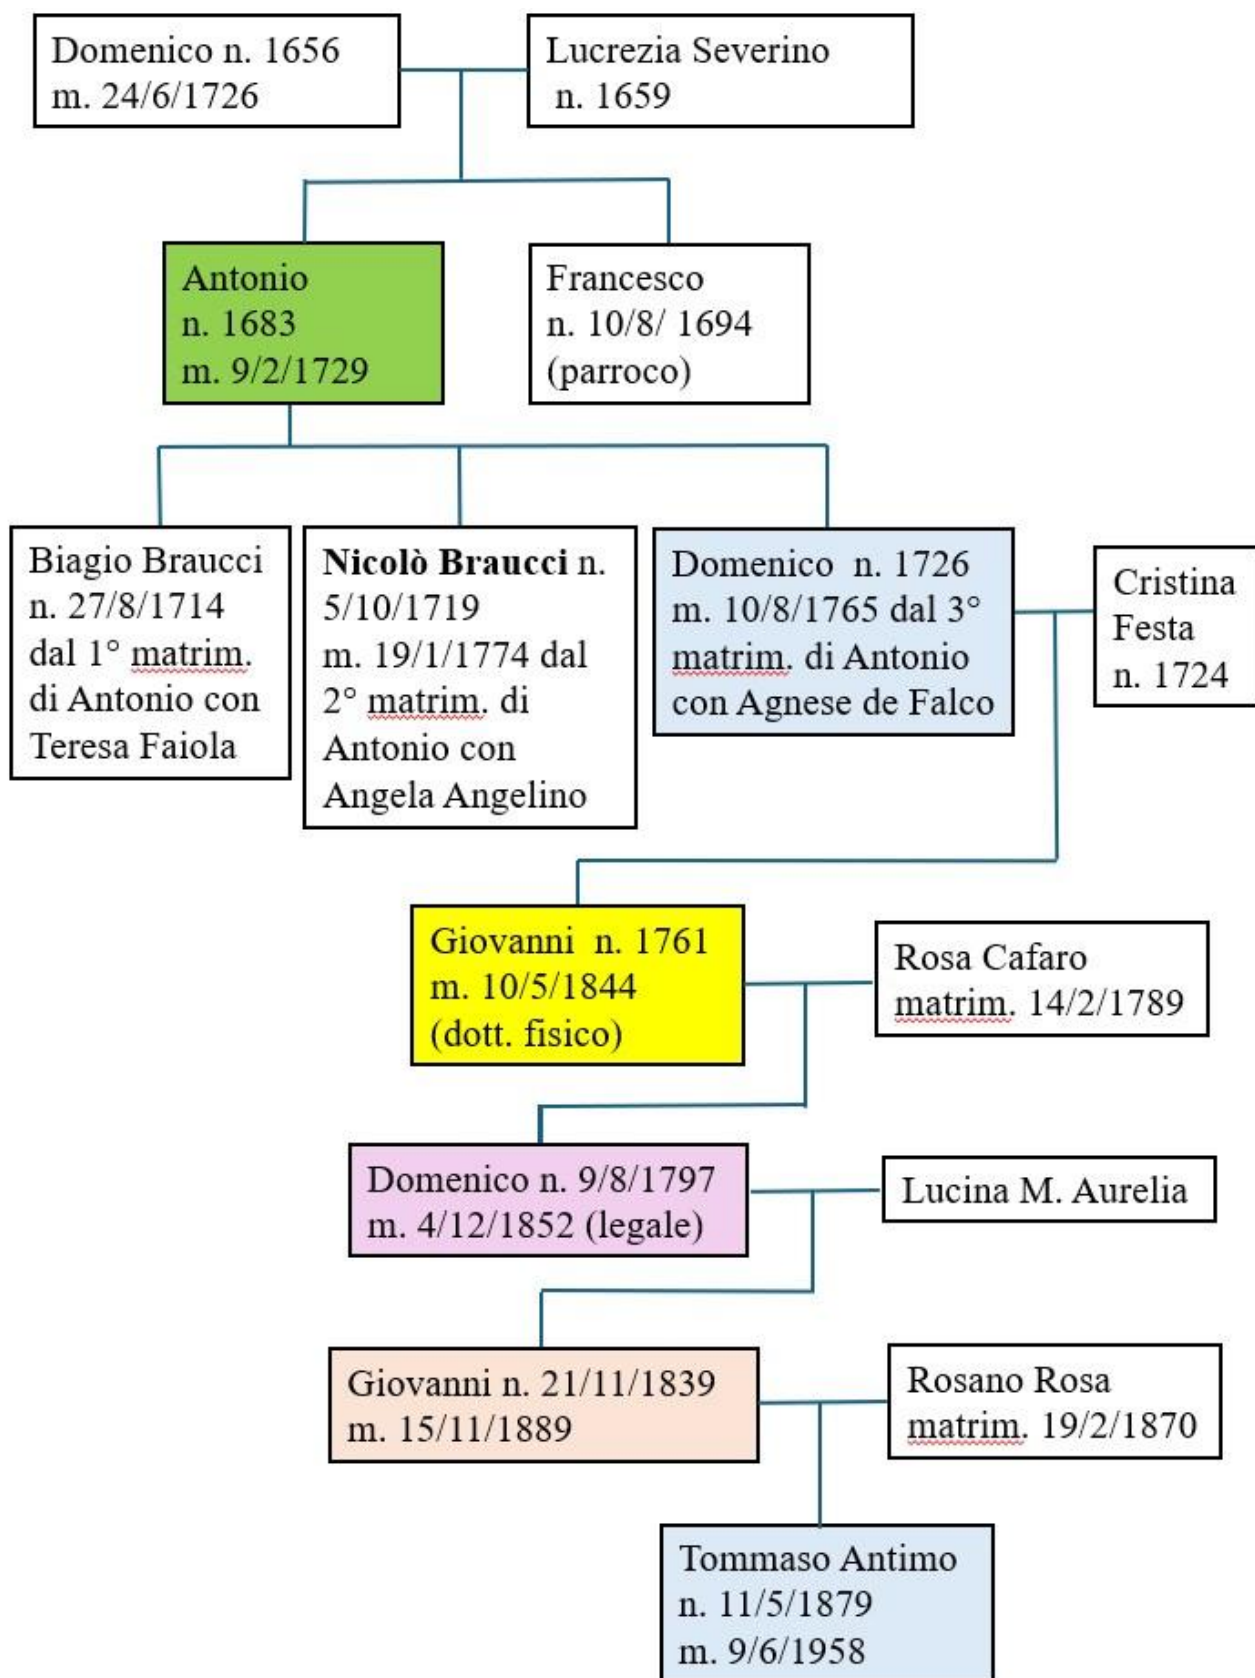 Domenico n. 1656
m. 24/6/1726
Lucrezia Severino
n. 1659
Antonio
n. 1683
m. 9/2/1729
Francesco
n. 10/8/ 1694
(parroco)
Biagio Braucci
n. 27/8/1714
dal 1° matrim.
di Antonio con
Teresa Faiola
Nicolò Braucci n.
5/10/1719
m. 19/1/1774 dal
2° matrim. di
Antonio con
Angela Angelino
Domenico n. 1726
m. 10/8/1765 dal 3°
matrim. di Antonio
con Agnese de Falco
Cristina
Festa
n. 1724
Giovanni n. 1761
m. 10/5/1844
(dott. fisico)
Rosa Cafaro
matrim. 14/2/1789
Domenico n. 9/8/1797
m. 4/12/1852 (legale)
Lucina M. Aurelia
Giovanni n. 21/11/1839
m. 15/11/1889
Rosano Rosa
matrim. 19/2/1870
Tommaso Antimo
n. 11/5/1879
m. 9/6/1958